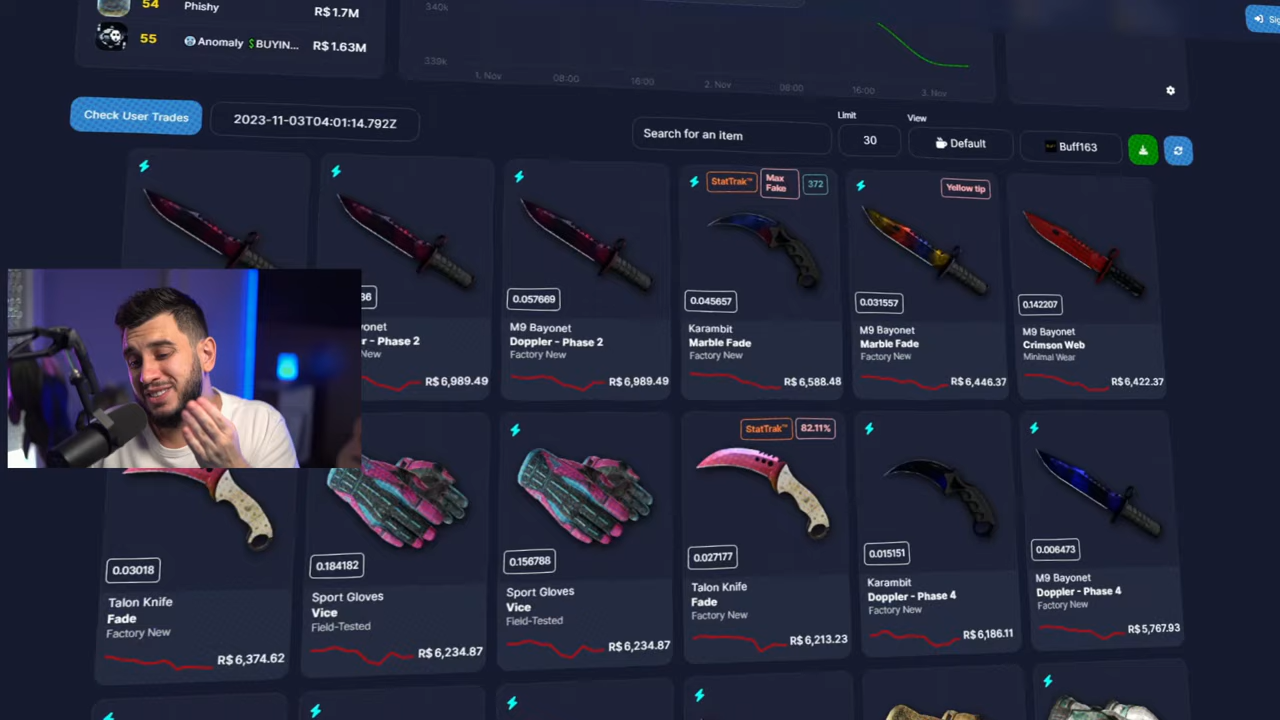 54 Phishy R$1.7M
55 Anomaly $BUYIN... R$1.63M
340k
339k
1. Nov 08:00 16:00 2. Nov 08:00 16:00 3. Nov
Check User Trades
2023-11-03T04:01:14.792Z
Search for an item
Limit
30
View
Default
Buff163
0.057669
M9 Bayonet
Doppler - Phase 2
Factory New
R$6,989.49
R$6,989.49
StatTrak™ Max Fake 372
0.045657
Karambit
Marble Fade
Factory New
R$6,588.48
Yellow tip
0.031557
M9 Bayonet
Marble Fade
Factory New
R$6,446.37
0.142207
M9 Bayonet
Crimson Web
Minimal Wear
R$6,422.37
0.03018
Talon Knife
Fade
Factory New
R$6,374.62
0.184182
Sport Gloves
Vice
Field-Tested
R$6,234.87
0.156788
Sport Gloves
Vice
Field-Tested
R$6,234.87
StatTrak™ 82.11%
0.027177
Talon Knife
Fade
Factory New
R$6,213.23
0.015151
Karambit
Doppler - Phase 4
Factory New
R$6,186.11
0.006473
M9 Bayonet
Doppler - Phase 4
Factory New
R$5,767.93